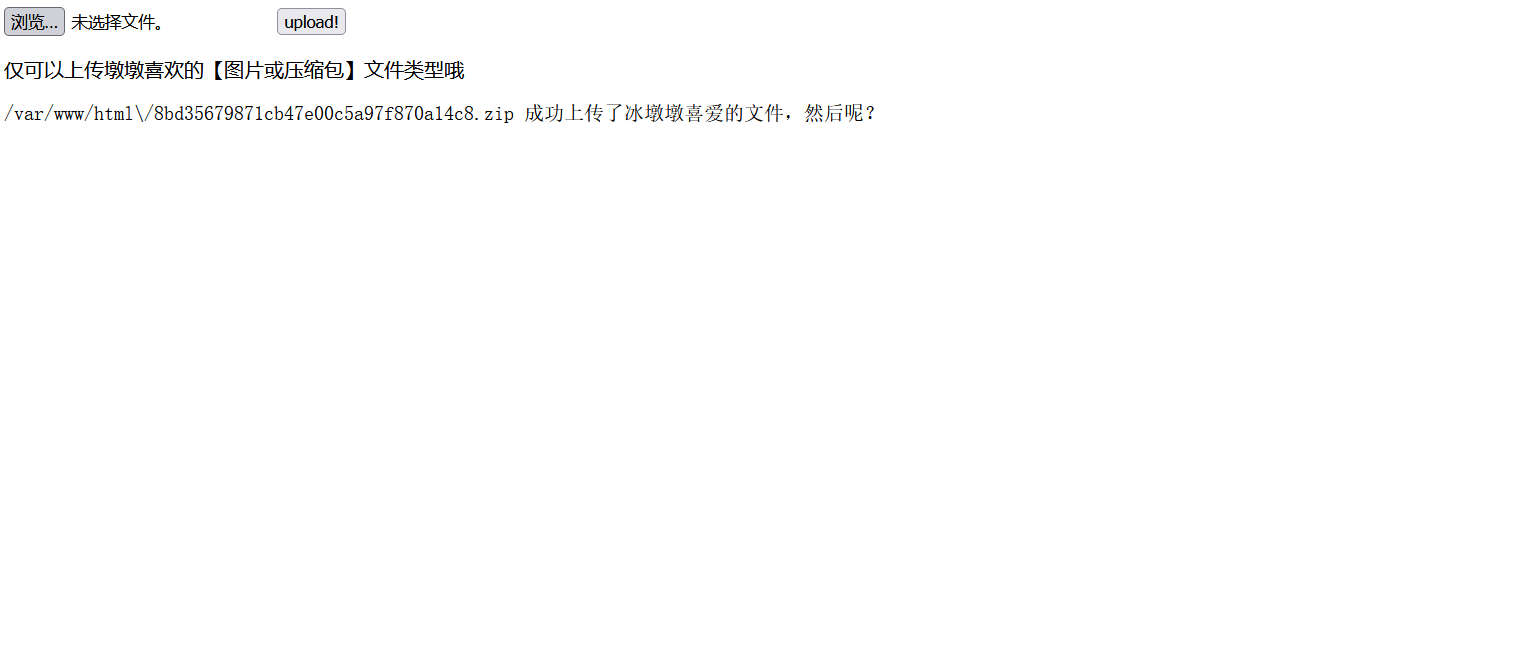 浏览... 未选择文件。 upload!
仅可以上传墩墩喜欢的【图片或压缩包】文件类型哦
/var/www/html\/8bd35679871cb47e00c5a97f870a14c8.zip 成功上传了冰墩墩喜爱的文件，然后呢？